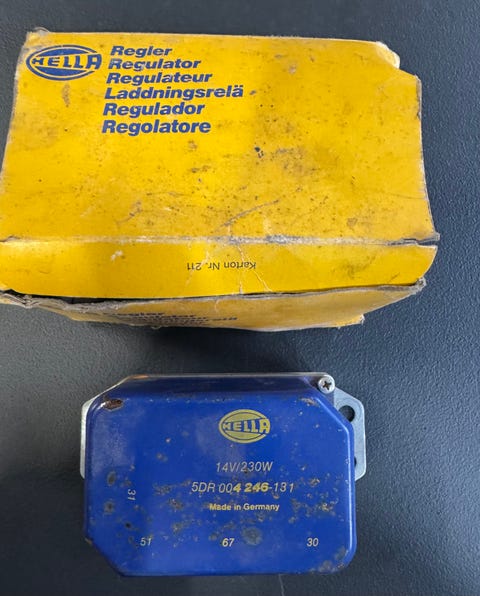 HELLA
Regler
Regulator
Regulateur
Laddningsrelä
Regulador
Regolatore
Karton Nr. 211
Regulator
HELLA
14V/230W
5DR 004 246-131
Made in Germany
31
51 67 30